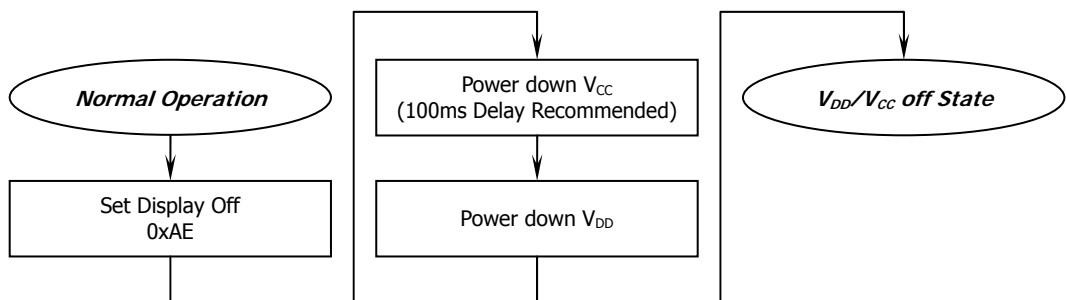 Normal Operation
Set Display Off
0xAE
Power down VCC
(100ms Delay Recommended)
Power down VDD
VDD/VCC off State